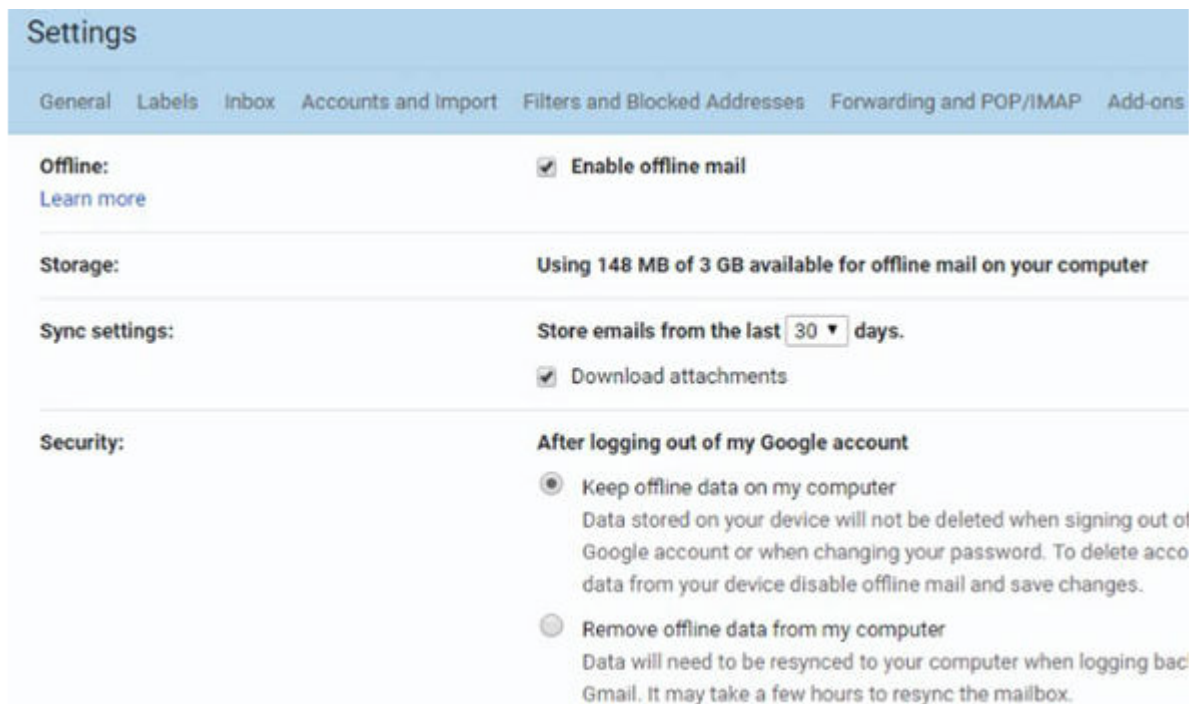 Settings
General Labels Inbox Accounts and Import Filters and Blocked Addresses Forwarding and POP/IMAP Add-ons
Offline: Enable offline mail
Learn more
Storage: Using 148 MB of 3 GB available for offline mail on your computer
Sync settings: Store emails from the last 30 days.
Download attachments
Security: After logging out of my Google account
Keep offline data on my computer
Data stored on your device will not be deleted when signing out of
Google account or when changing your password. To delete acco
data from your device disable offline mail and save changes.
Remove offline data from my computer
Data will need to be resynced to your computer when logging bac
Gmail. It may take a few hours to resync the mailbox.